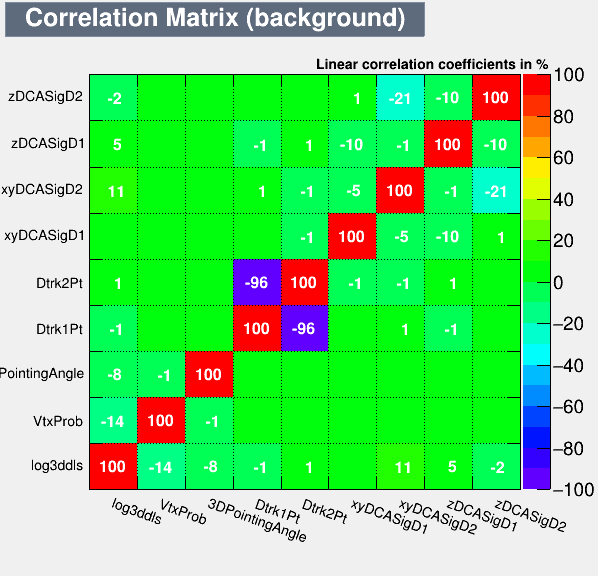 Correlation Matrix (background)
Linear correlation coefficients in %
zDCASigD2 -2 1 -21 -10 100
zDCASigD1 5 -1 1 -10 -1 100 -10
xyDCASigD2 11 1 -1 -5 100 -1 -21
xyDCASigD1 -1 100 -5 -10 1
Dtrk2Pt 1 -96 100 -1 -1 1
Dtrk1Pt -1 100 -96 1 -1
PointingAngle -8 -1 100
VtxProb -14 100 -1
log3ddls 100 -14 -8 -1 1 11 5 -2
log3ddls VtxProb 3DPointingAngle Dtrk1Pt Dtrk2Pt xyDCASigD1 xyDCASigD2 zDCASigD1 zDCASigD2
100
80
60
40
20
0
−20
−40
−60
−80
−100